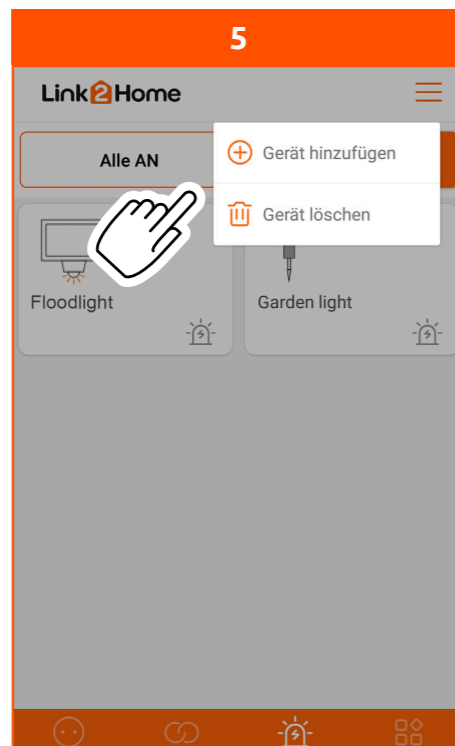 5
Link2Home
Alle AN
Gerät hinzufügen
Gerät löschen
Floodlight
Garden light